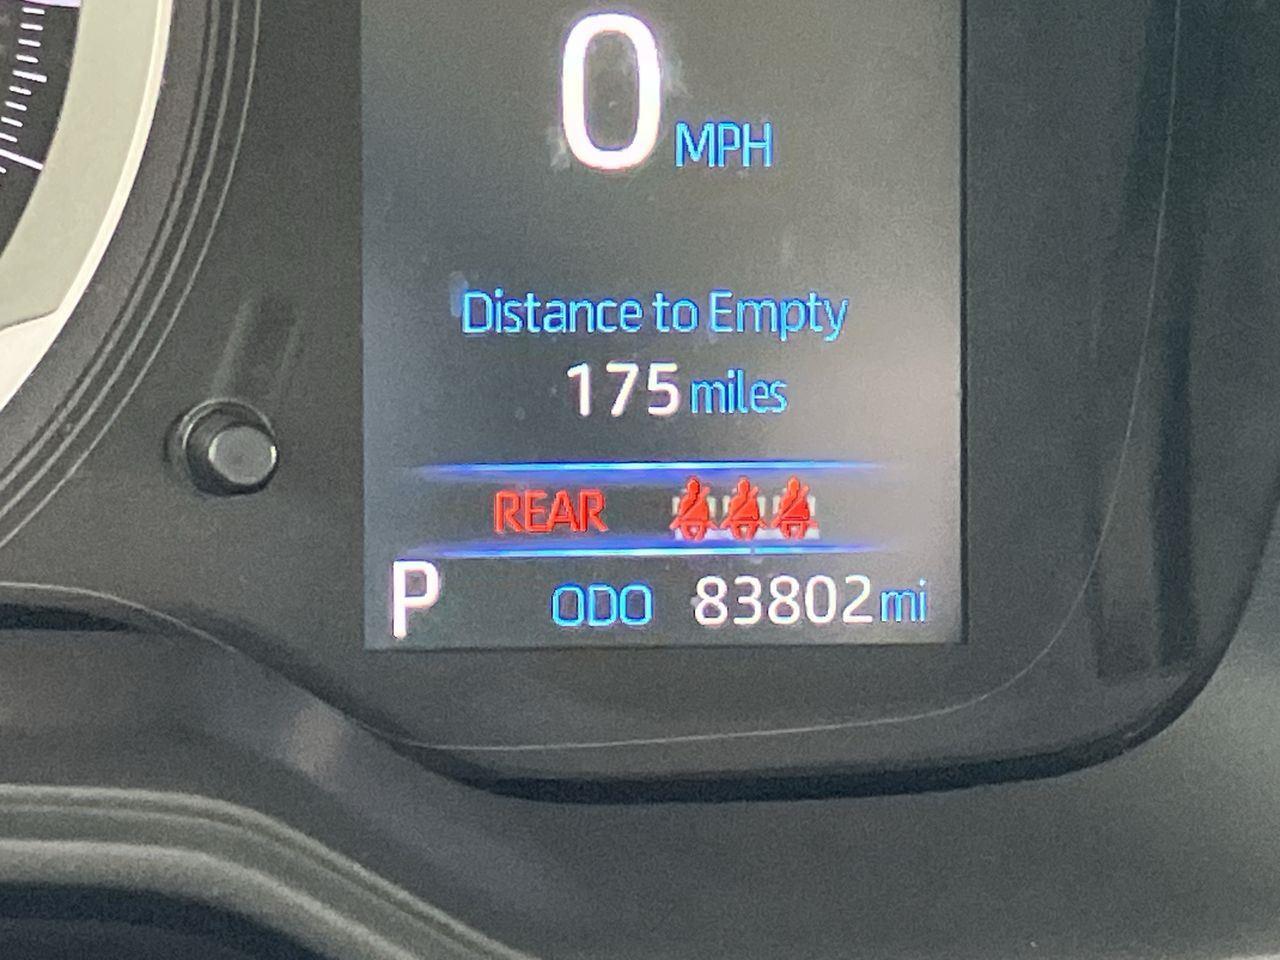 0 MPH
Distance to Empty
175 miles
REAR
P ODO 83802 mi